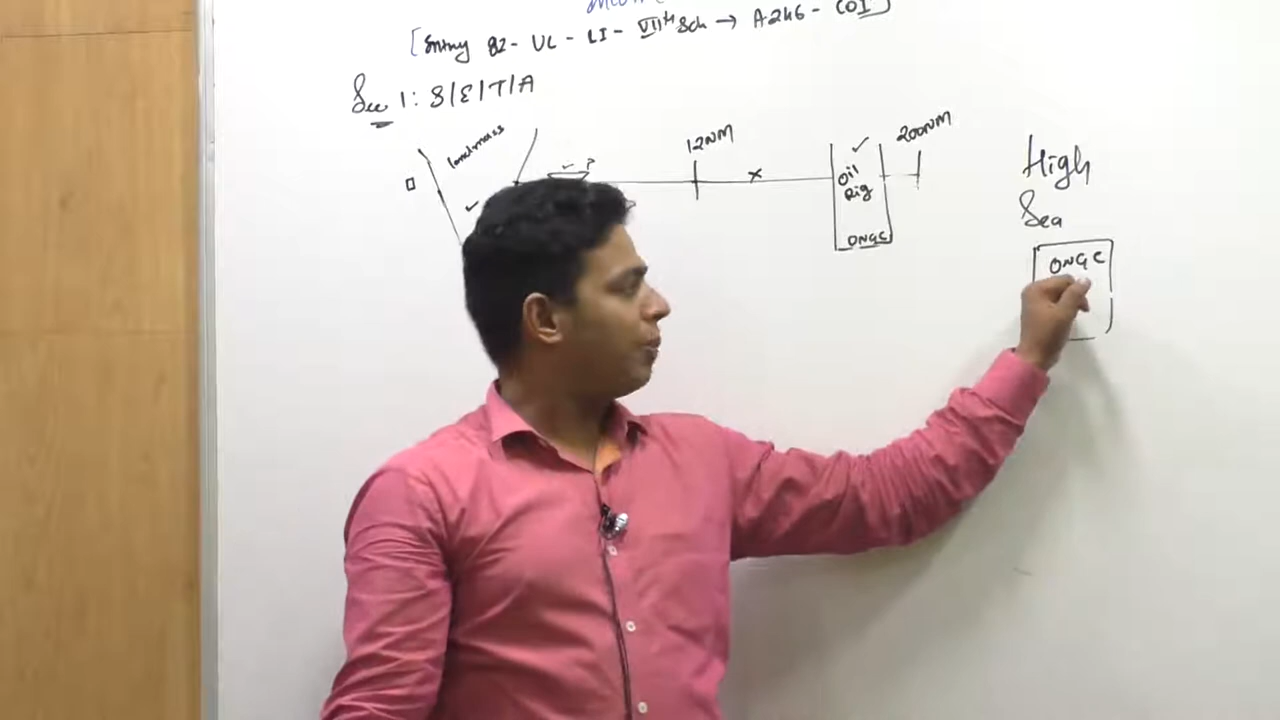 [Entry 82 - UL - LI - VIIth Sch → A246 - COI]
Sec 1: S/E/T/A
landmass
12NM
200NM
P
Oil
Rig
ONGC
High
Sea
ONGC